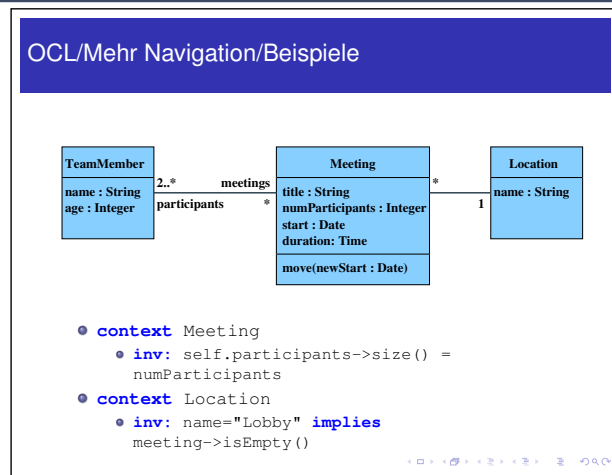 OCL/Mehr Navigation/Beispiele
TeamMember
name : String
age : Integer
2..*
participants
meetings
*
Meeting
title : String
numParticipants : Integer
start : Date
duration: Time
move(newStart : Date)
*
1
Location
name : String
context Meeting
inv: self.participants->size() =
numParticipants
context Location
inv: name="Lobby" implies
meeting->isEmpty()